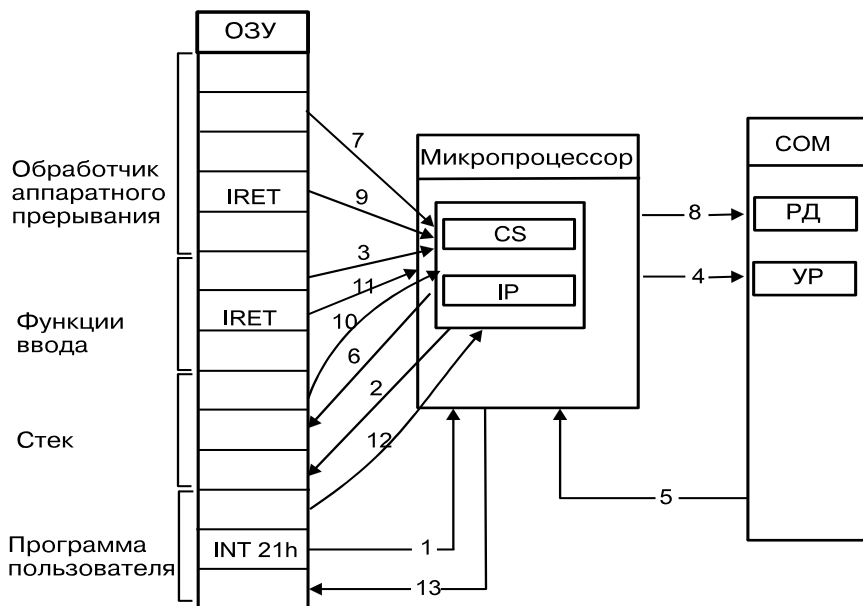 ОЗУ
Обработчик
аппаратного
прерывания
IRET
Функции
ввода
IRET
Стек
Программа
пользователя
INT 21h
7
9
3
11
10
6
2
12
1
13
Микропроцессор
CS
IP
8
4
5
COM
РД
УР